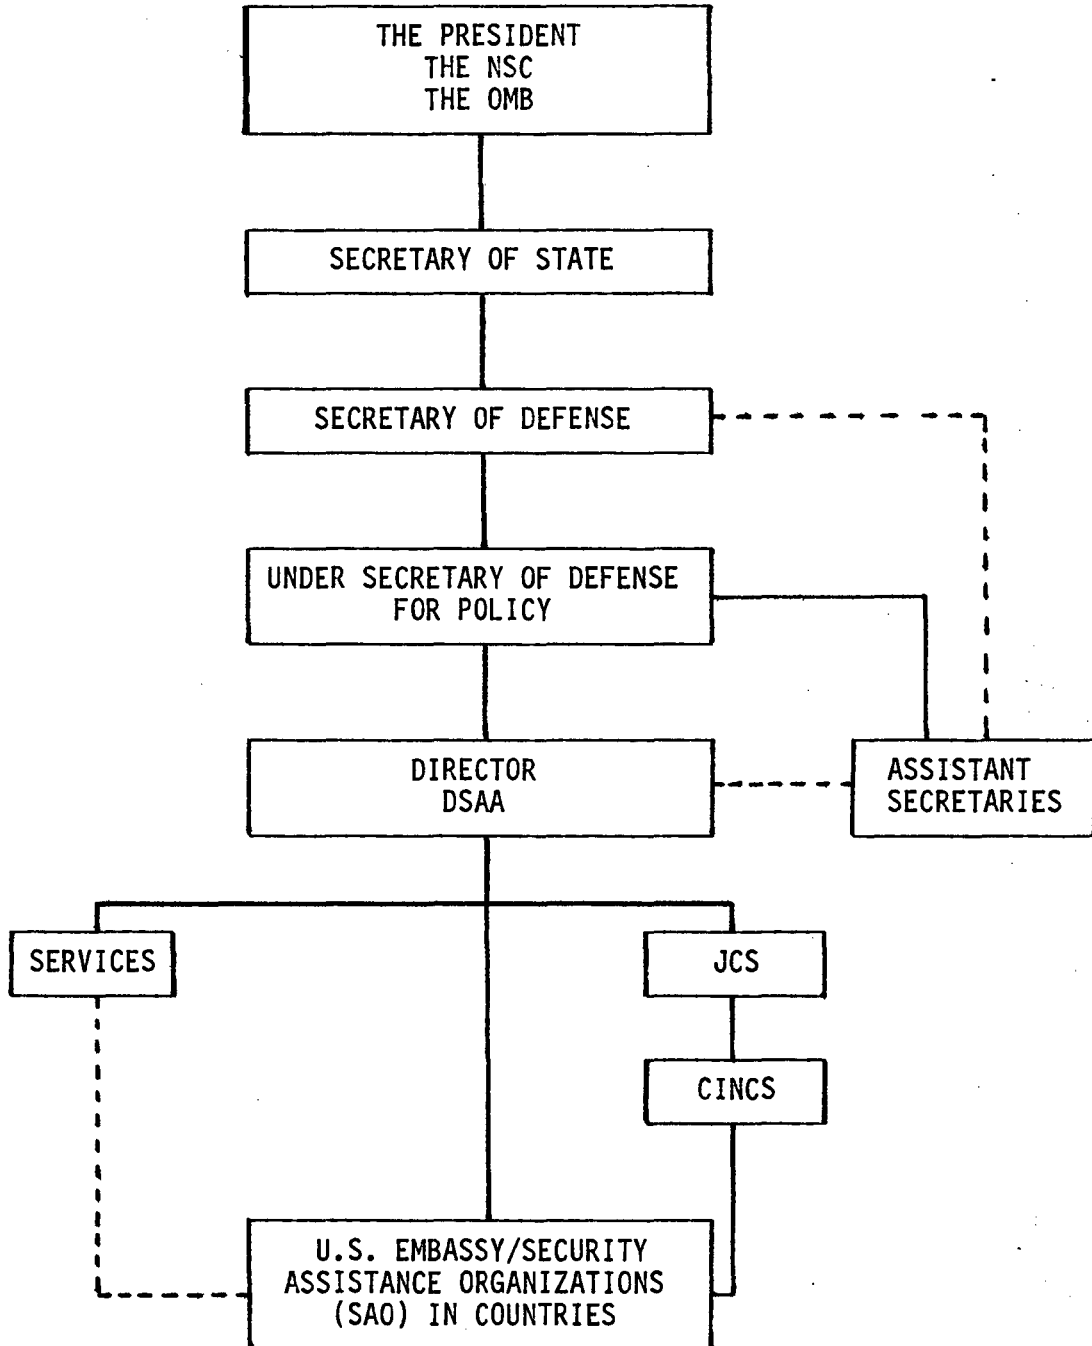 THE PRESIDENT
THE NSC
THE OMB
SECRETARY OF STATE
SECRETARY OF DEFENSE
UNDER SECRETARY OF DEFENSE
FOR POLICY
DIRECTOR
DSAA
ASSISTANT
SECRETARIES
SERVICES
JCS
CINCS
U.S. EMBASSY/SECURITY
ASSISTANCE ORGANIZATIONS
(SAO) IN COUNTRIES